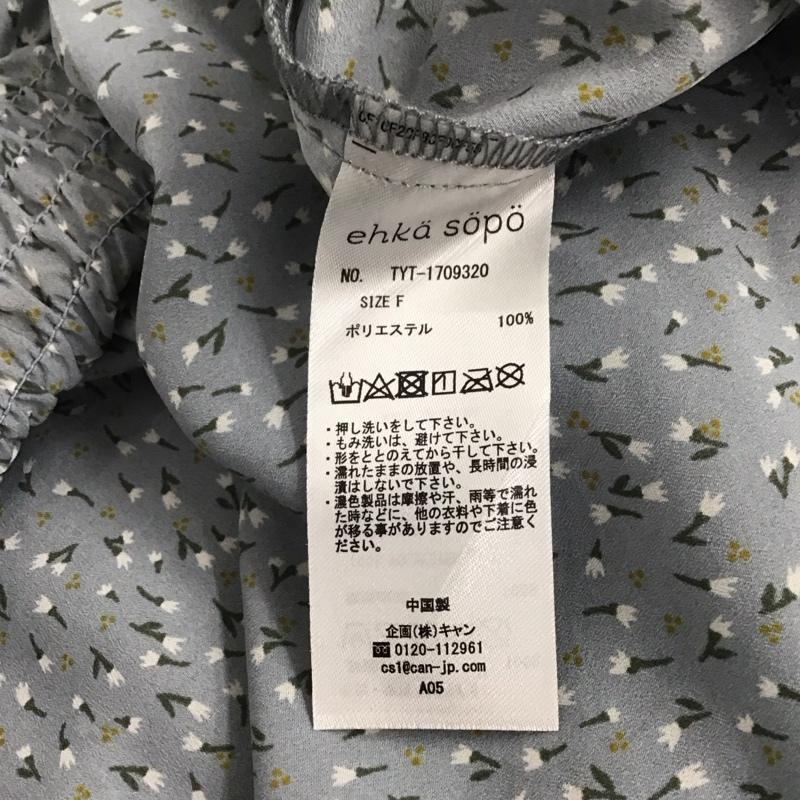 ehkä söpö
NO. TYT-1709320
SIZE F
ポリエステル 100%
・押し洗いをして下さい。
・もみ洗いは、避けて下さい。
・形をととのえてから干して下さい。
・濡れたままの放置や、長時間の浸
漬はしないで下さい。
・濃色製品は摩擦や汗、雨等で濡れ
た時などに、他の衣料や下着に色
が移る事がありますのでご注意く
ださい。
中国製
企画(株)キャン
0120-112961
cs1@can-jp.com
A05